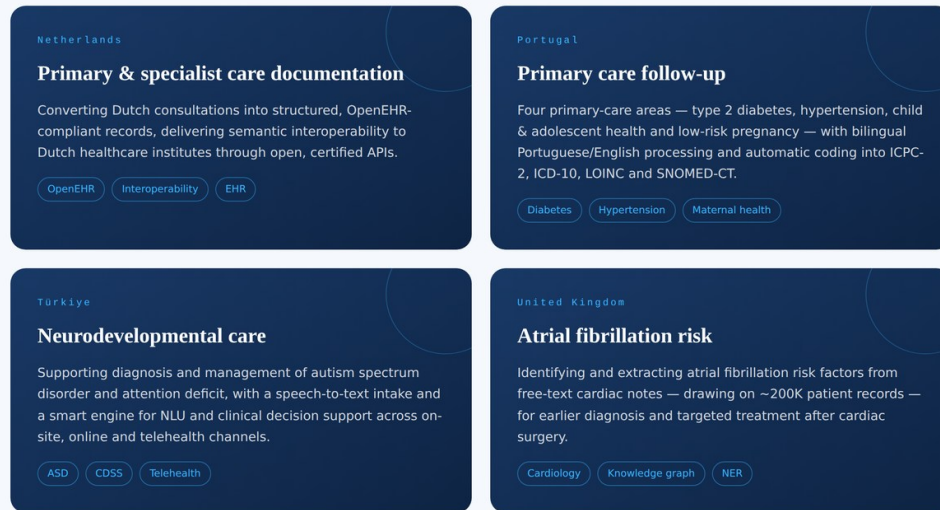 Netherlands
Primary & specialist care documentation
Converting Dutch consultations into structured, OpenEHR-
compliant records, delivering semantic interoperability to
Dutch healthcare institutes through open, certified APIs.
OpenEHR Interoperability EHR
Portugal
Primary care follow-up
Four primary-care areas — type 2 diabetes, hypertension, child
& adolescent health and low-risk pregnancy — with bilingual
Portuguese/English processing and automatic coding into ICPC-
2, ICD-10, LOINC and SNOMED-CT.
Diabetes Hypertension Maternal health
Türkiye
Neurodevelopmental care
Supporting diagnosis and management of autism spectrum
disorder and attention deficit, with a speech-to-text intake and
a smart engine for NLU and clinical decision support across on-
site, online and telehealth channels.
ASD CDSS Telehealth
United Kingdom
Atrial fibrillation risk
Identifying and extracting atrial fibrillation risk factors from
free-text cardiac notes — drawing on ~200K patient records —
for earlier diagnosis and targeted treatment after cardiac
surgery.
Cardiology Knowledge graph NER